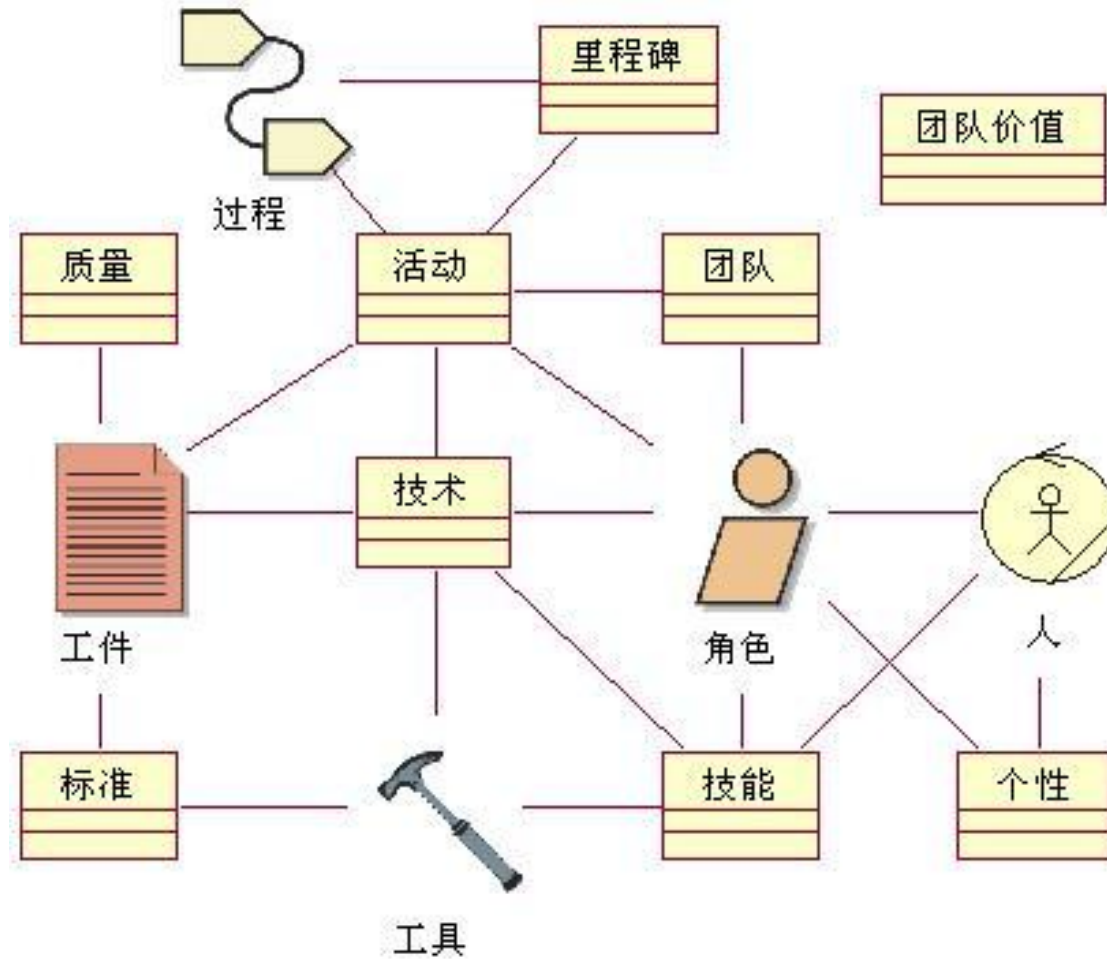 里程碑
团队价值
过程
质量
活动
团队
技术
工件
角色
人
标准
技能
个性
工具